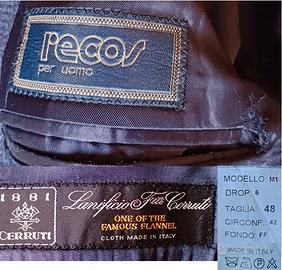 recos
per uomo
1881
CERRUTI
Lanificio F.lli Cerruti
ONE OF THE
FAMOUS FLANNEL
CLOTH MADE IN ITALY
MODELLO: M1
DROP: 6
TAGLIA: 48
CIRCONF: 42
FONDO: FF
MADE IN ITALY